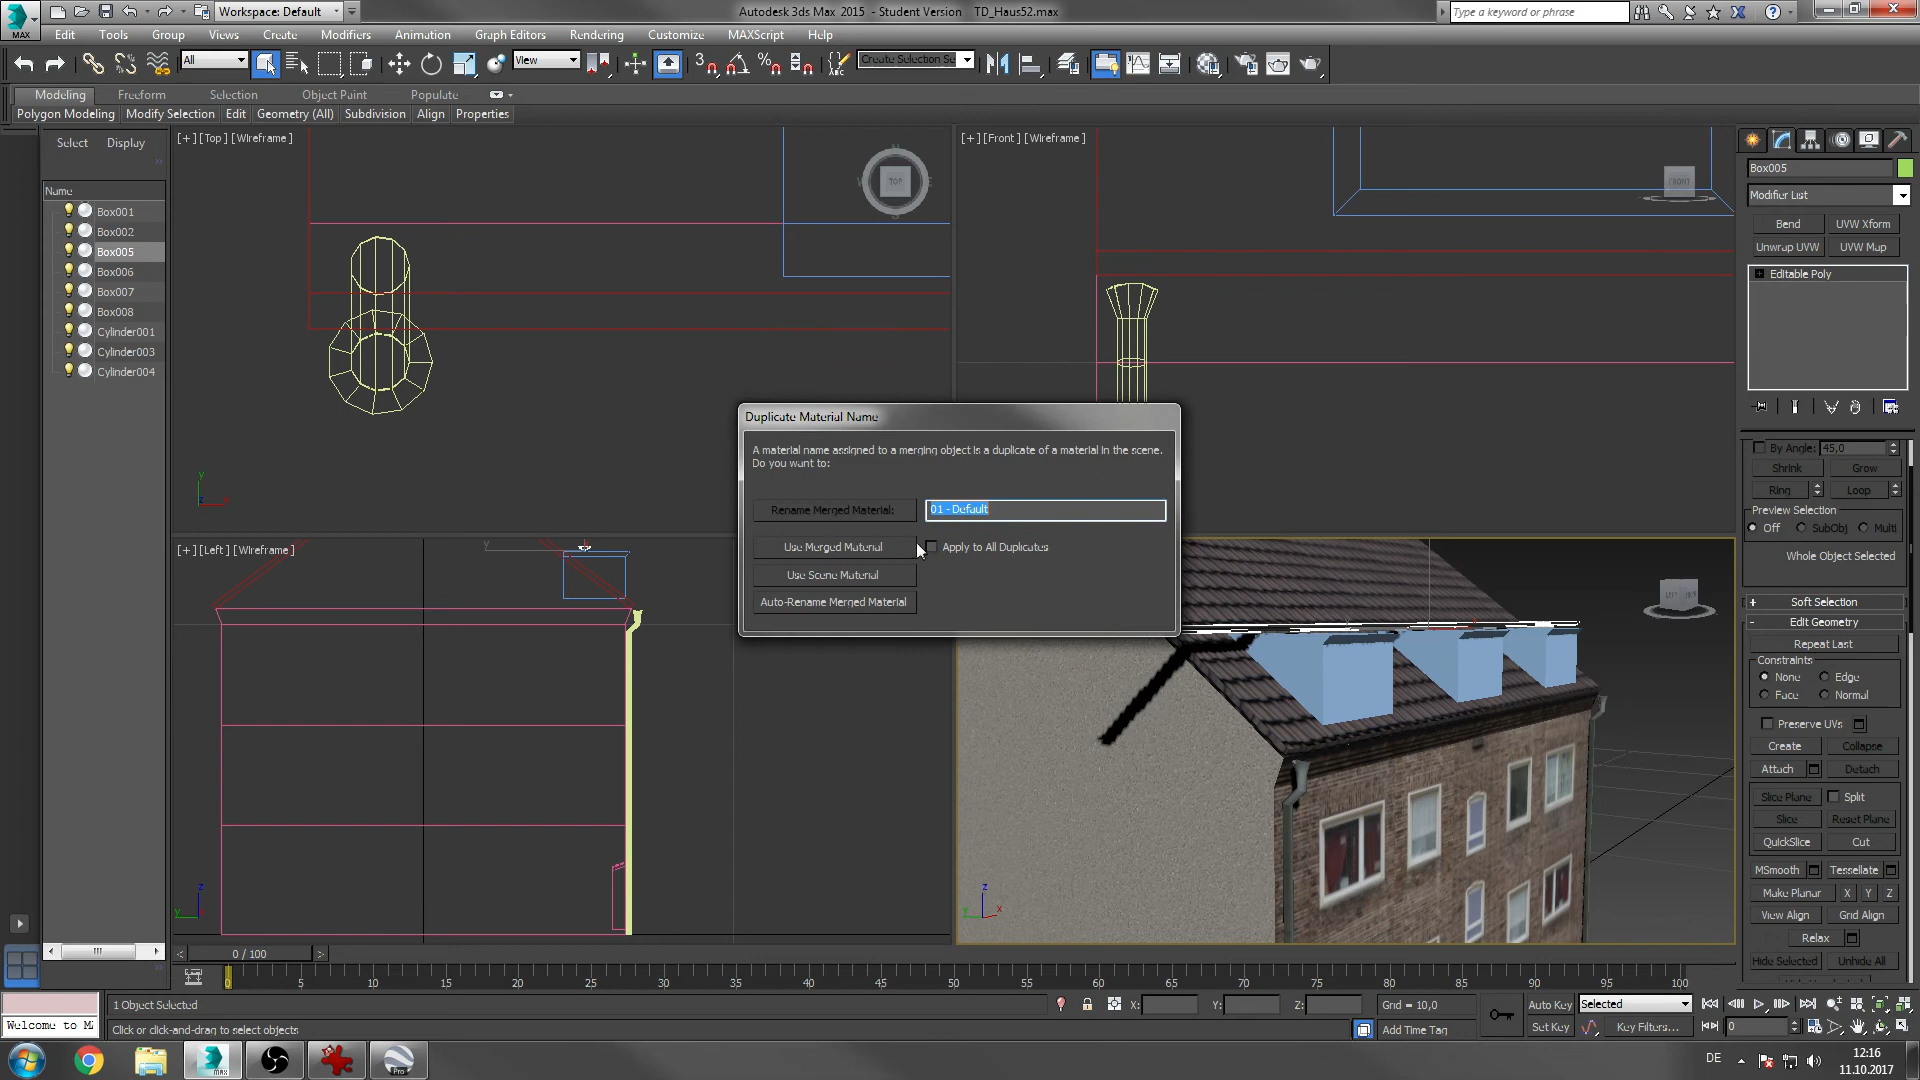 Workspace: Default
Autodesk 3ds Max 2015 - Student Version TD_Haus52.max
Type a keyword or phrase
MAX
Edit Tools Group Views Create Modifiers Animation Graph Editors Rendering Customize MAXScript Help
All
View
Create Selection Se
Modeling Freeform Selection Object Paint Populate
Polygon Modeling Modify Selection Edit Geometry (All) Subdivision Align Properties
Select Display
Name
Box001
Box002
Box005
Box006
Box007
Box008
Cylinder001
Cylinder003
Cylinder004
[+] [Top] [Wireframe]
TOP
[+] [Front] [Wireframe]
FRONT
[+] [Left] [Wireframe]
Duplicate Material Name
A material name assigned to a merging object is a duplicate of a material in the scene.
Do you want to:
Rename Merged Material:
01 - Default
Use Merged Material
Apply to All Duplicates
Use Scene Material
Auto-Rename Merged Material
Box005
Modifier List
Bend UVW Xform
Unwrap UVW UVW Map
Editable Poly
By Angle: 45,0
Shrink Grow
Ring Loop
Preview Selection
Off SubObj Multi
Whole Object Selected
+ Soft Selection
- Edit Geometry
Repeat Last
Constraints
None Edge
Face Normal
Preserve UVs
Create Collapse
Attach Detach
Slice Plane Split
Slice Reset Plane
QuickSlice Cut
MSmooth Tessellate
Make Planar X Y Z
View Align Grid Align
Relax
Hide Selected Unhide All
0 / 100
0 5 10 15 20 25 30 35 40 45 50 55 60 65 70 75 80 85 90 95 100
1 Object Selected
X: Y: Z: Grid = 10,0
Auto Key Selected
Welcome to M
Click or click-and-drag to select objects
Add Time Tag
Set Key Key Filters...
0
Pro
DE
12:16
11.10.2017